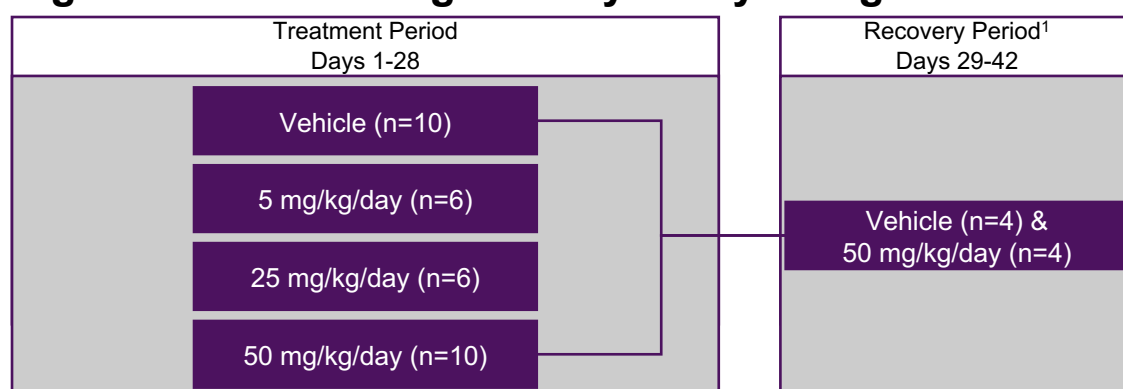 Treatment Period
Days 1-28
Recovery Period¹
Days 29-42
Vehicle (n=10)
5 mg/kg/day (n=6)
25 mg/kg/day (n=6)
50 mg/kg/day (n=10)
Vehicle (n=4) &
50 mg/kg/day (n=4)